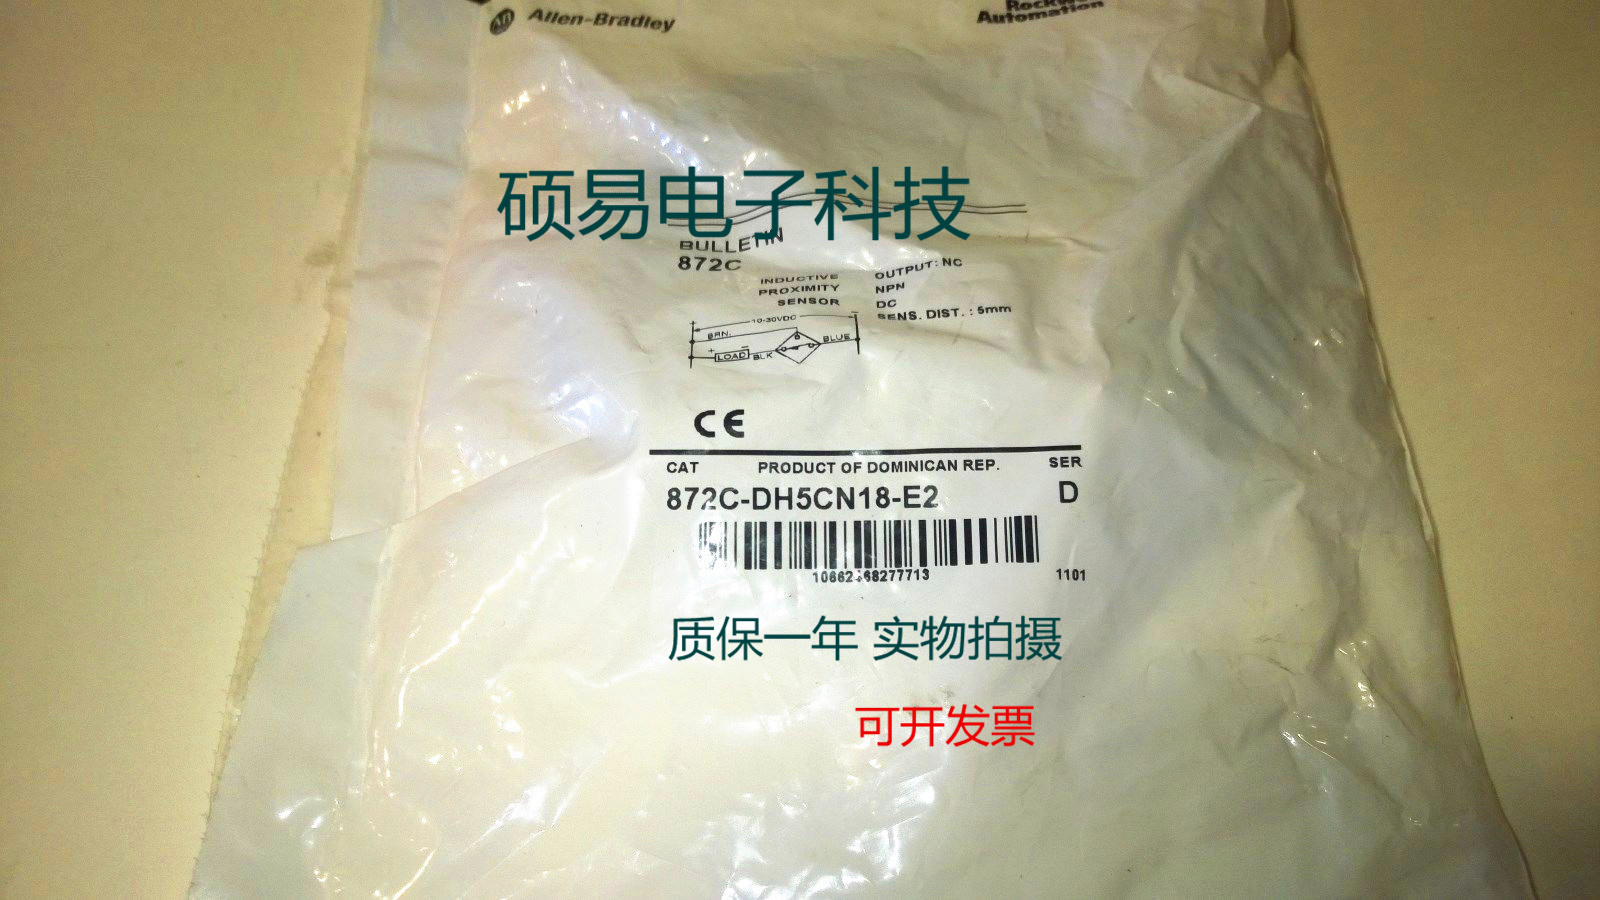 Allen-Bradley
Automation
硕易电子科技
BULLETIN
872C
INDUCTIVE
PROXIMITY
SENSOR
OUTPUT: NC
NPN
DC
SENS. DIST. : 5mm
10-30VDC
BRN.
LOAD
BLK
BLUE
CE
CAT PRODUCT OF DOMINICAN REP. SER
872C-DH5CN18-E2 D
1101
质保一年 实物拍摄
可开发票